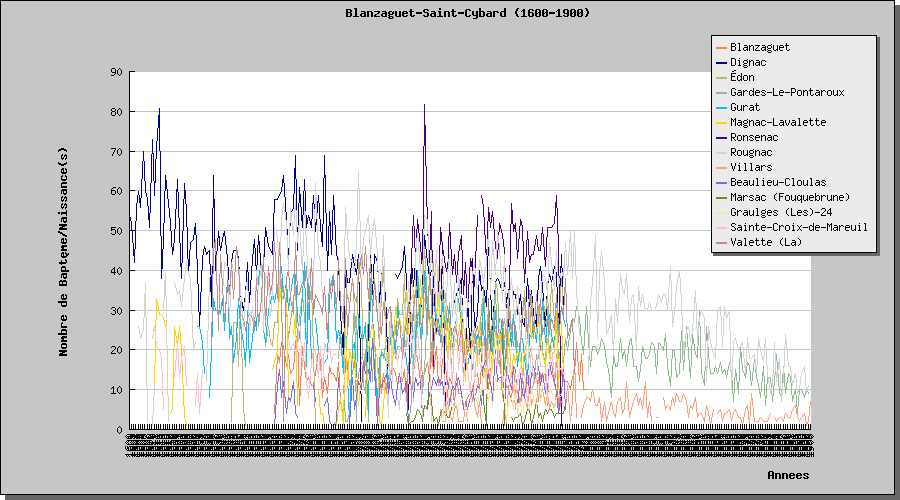 Blanzaguet-Saint-Cybard (1600-1900)
Blanzaguet
Dignac
Édon
Gardes-Le-Pontaroux
Gurat
Magnac-Lavalette
Ronsenac
Rougnac
Villars
Beaulieu-Cloulas
Marsac (Fouquebrune)
Graulges (Les)-24
Sainte-Croix-de-Mareuil
Valette (La)
90
80
70
60
50
40
30
20
10
0
Nombre de Bapteme/Naissance(s)
Annees